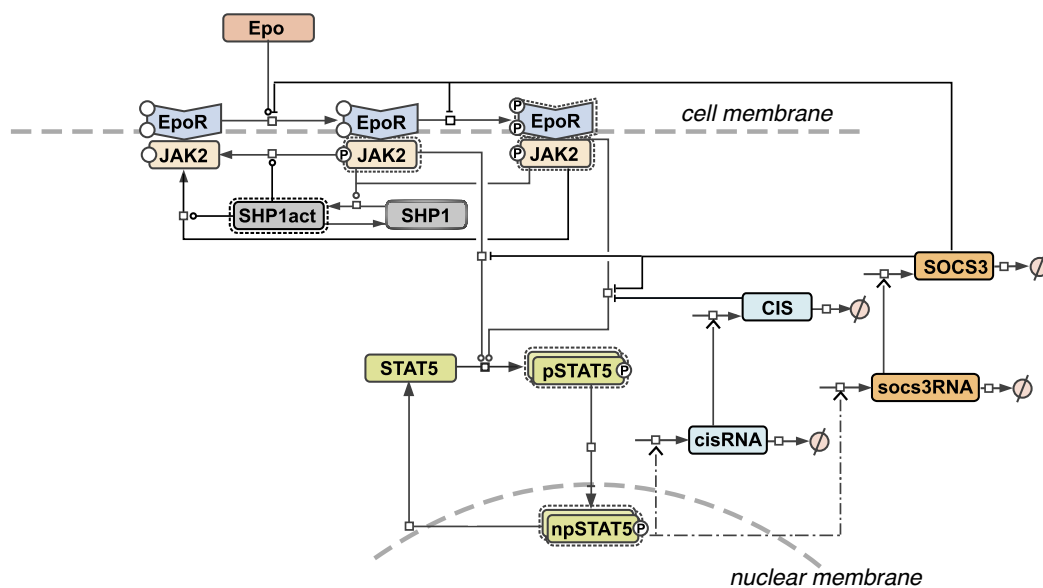 Epo
cell membrane
EpoR
EpoR
P
P
EpoR
JAK2
P
JAK2
P
JAK2
SHP1act
SHP1
SOCS3
CIS
STAT5
pSTAT5
P
socs3RNA
cisRNA
npSTAT5
P
nuclear membrane